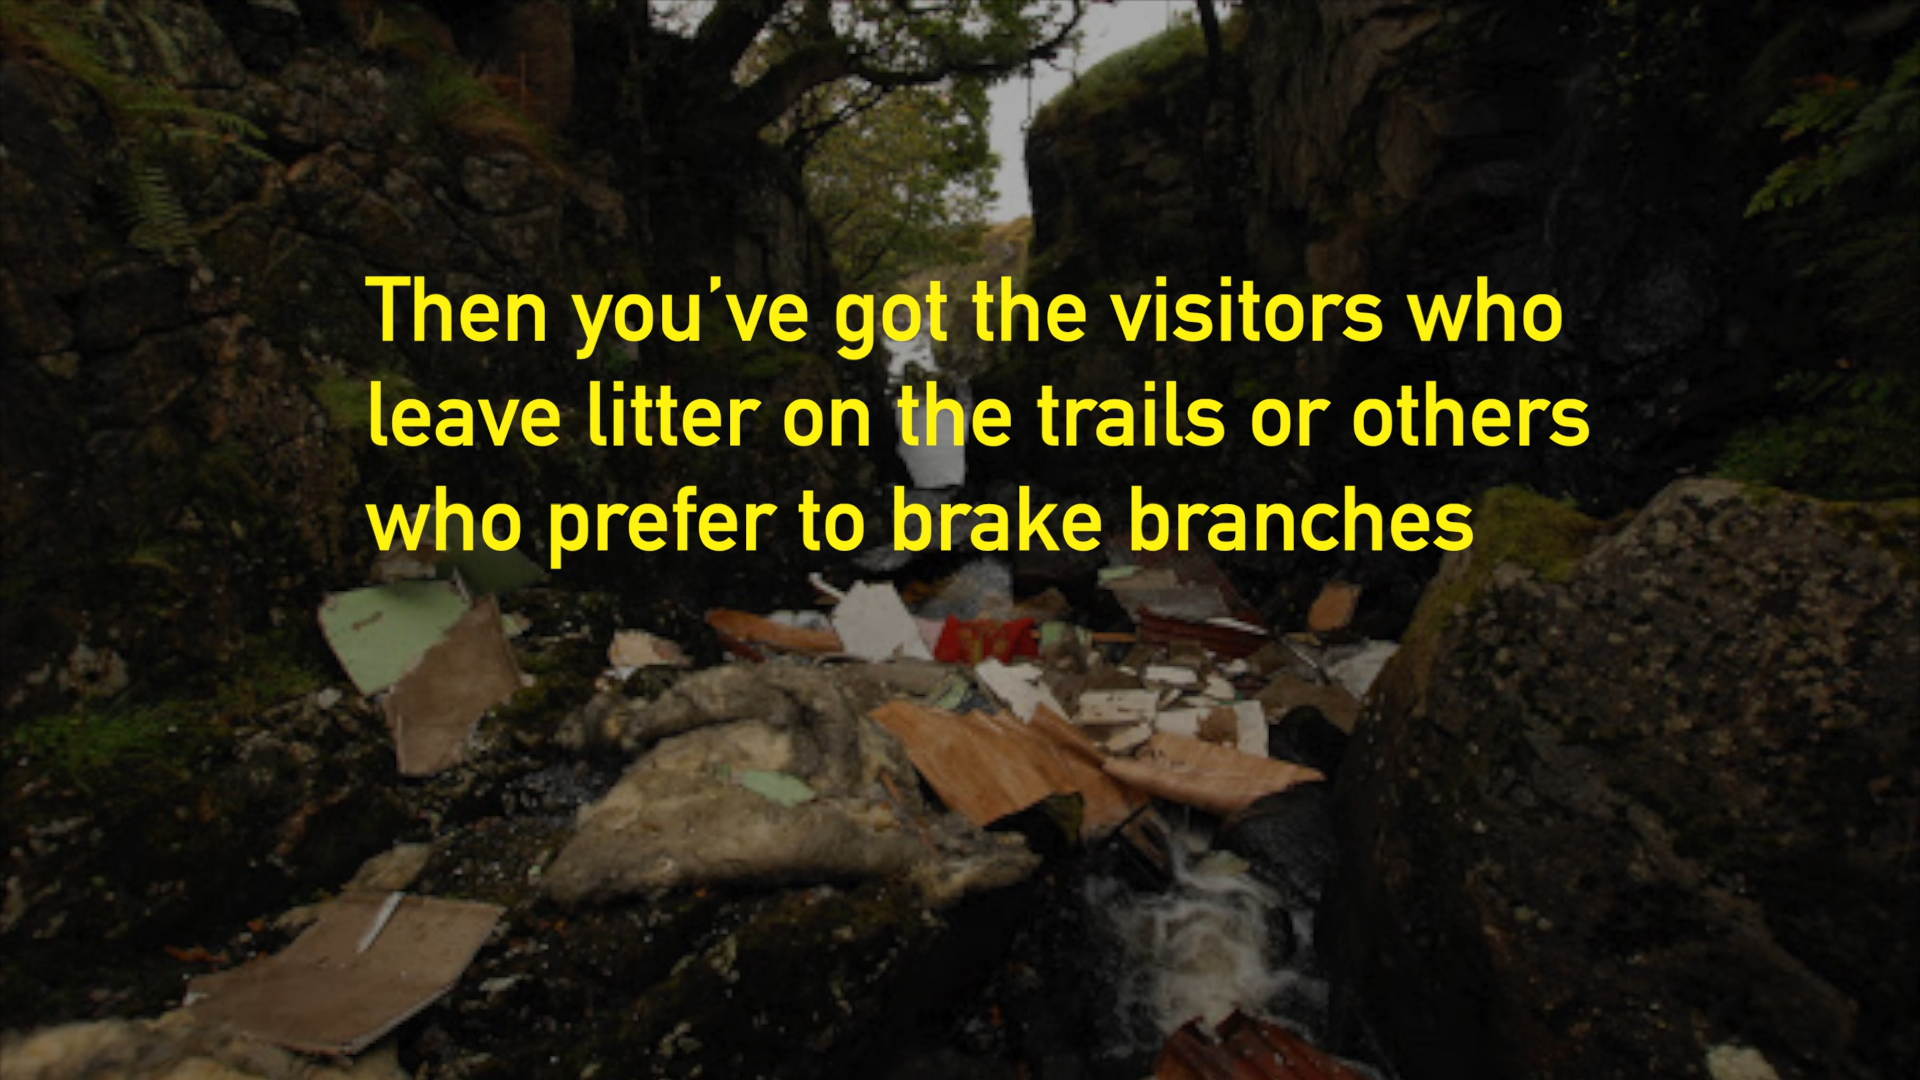 Then you’ve got the visitors who
leave litter on the trails or others
who prefer to brake branches